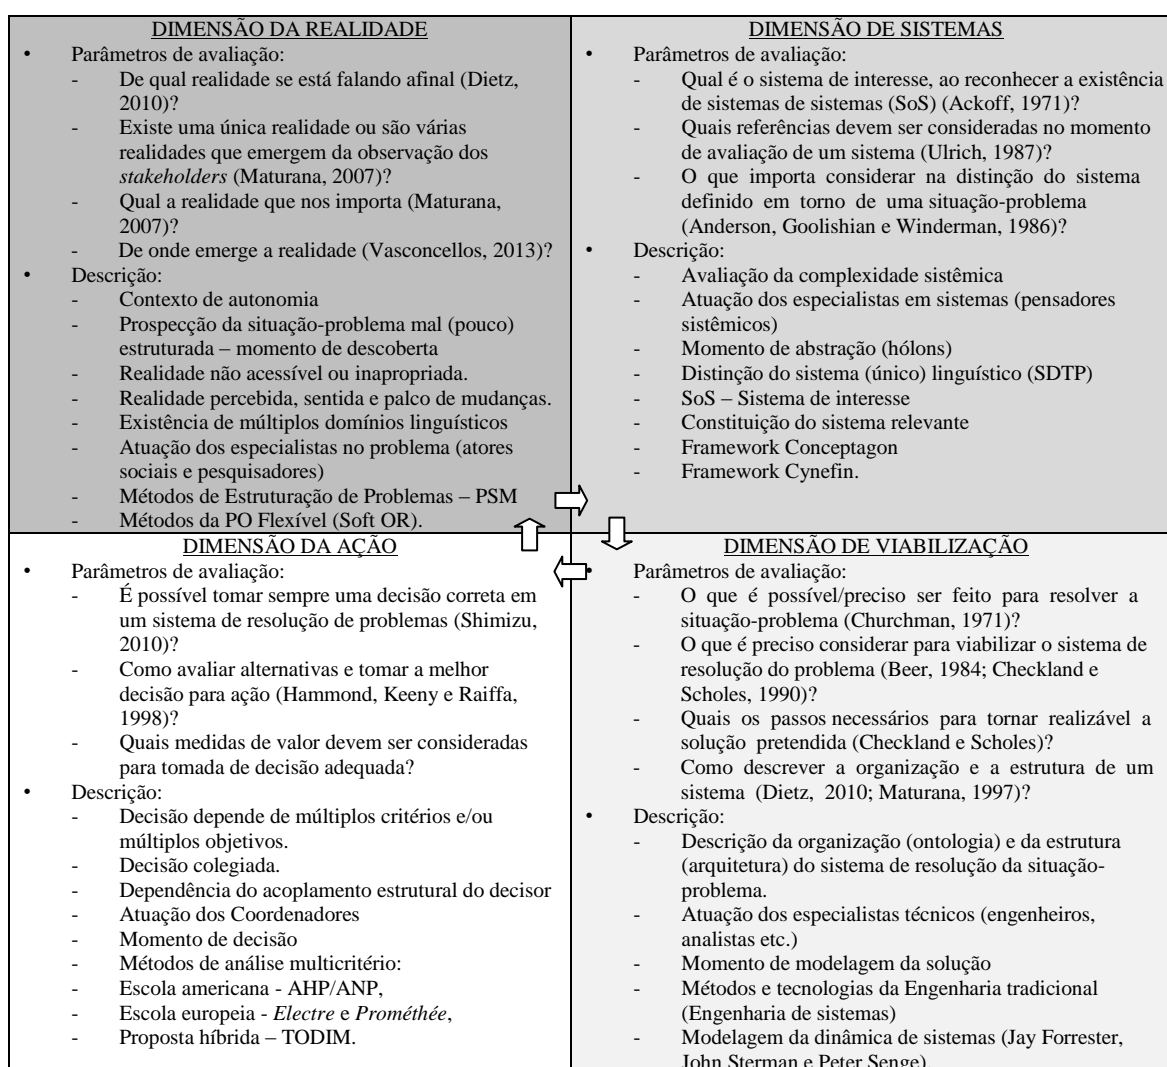 DIMENSÃO DA REALIDADE
• Parâmetros de avaliação:
- De qual realidade se está falando afinal (Dietz,
2010)?
- Existe uma única realidade ou são várias
realidades que emergem da observação dos
stakeholders (Maturana, 2007)?
- Qual a realidade que nos importa (Maturana,
2007)?
- De onde emerge a realidade (Vasconcellos, 2013)?
• Descrição:
- Contexto de autonomia
- Prospecção da situação-problema mal (pouco)
estruturada – momento de descoberta
- Realidade não acessível ou inapropriada.
- Realidade percebida, sentida e palco de mudanças.
- Existência de múltiplos domínios linguísticos
- Atuação dos especialistas no problema (atores
sociais e pesquisadores)
- Métodos de Estruturação de Problemas – PSM
- Métodos da PO Flexível (Soft OR).
DIMENSÃO DE SISTEMAS
• Parâmetros de avaliação:
- Qual é o sistema de interesse, ao reconhecer a existência
de sistemas de sistemas (SoS) (Ackoff, 1971)?
- Quais referências devem ser consideradas no momento
de avaliação de um sistema (Ulrich, 1987)?
- O que importa considerar na distinção do sistema
definido em torno de uma situação-problema
(Anderson, Goolishian e Winderman, 1986)?
• Descrição:
- Avaliação da complexidade sistêmica
- Atuação dos especialistas em sistemas (pensadores
sistêmicos)
- Momento de abstração (hólons)
- Distinção do sistema (único) linguístico (SDTP)
- SoS – Sistema de interesse
- Constituição do sistema relevante
- Framework Conceptagon
- Framework Cynefin.
DIMENSÃO DA AÇÃO
• Parâmetros de avaliação:
- É possível tomar sempre uma decisão correta em
um sistema de resolução de problemas (Shimizu,
2010)?
- Como avaliar alternativas e tomar a melhor
decisão para ação (Hammond, Keeny e Raiffa,
1998)?
- Quais medidas de valor devem ser consideradas
para tomada de decisão adequada?
• Descrição:
- Decisão depende de múltiplos critérios e/ou
múltiplos objetivos.
- Decisão colegiada.
- Dependência do acoplamento estrutural do decisor
- Atuação dos Coordenadores
- Momento de decisão
- Métodos de análise multicritério:
- Escola americana - AHP/ANP,
- Escola europeia - Electre e Prométhée,
- Proposta híbrida – TODIM.
DIMENSÃO DE VIABILIZAÇÃO
• Parâmetros de avaliação:
- O que é possível/preciso ser feito para resolver a
situação-problema (Churchman, 1971)?
- O que é preciso considerar para viabilizar o sistema de
resolução do problema (Beer, 1984; Checkland e
Scholes, 1990)?
- Quais os passos necessários para tornar realizável a
solução pretendida (Checkland e Scholes)?
- Como descrever a organização e a estrutura de um
sistema (Dietz, 2010; Maturana, 1997)?
• Descrição:
- Descrição da organização (ontologia) e da estrutura
(arquitetura) do sistema de resolução da situação-
problema.
- Atuação dos especialistas técnicos (engenheiros,
analistas etc.)
- Momento de modelagem da solução
- Métodos e tecnologias da Engenharia tradicional
(Engenharia de sistemas)
- Modelagem da dinâmica de sistemas (Jay Forrester,
John Sterman e Peter Senge)